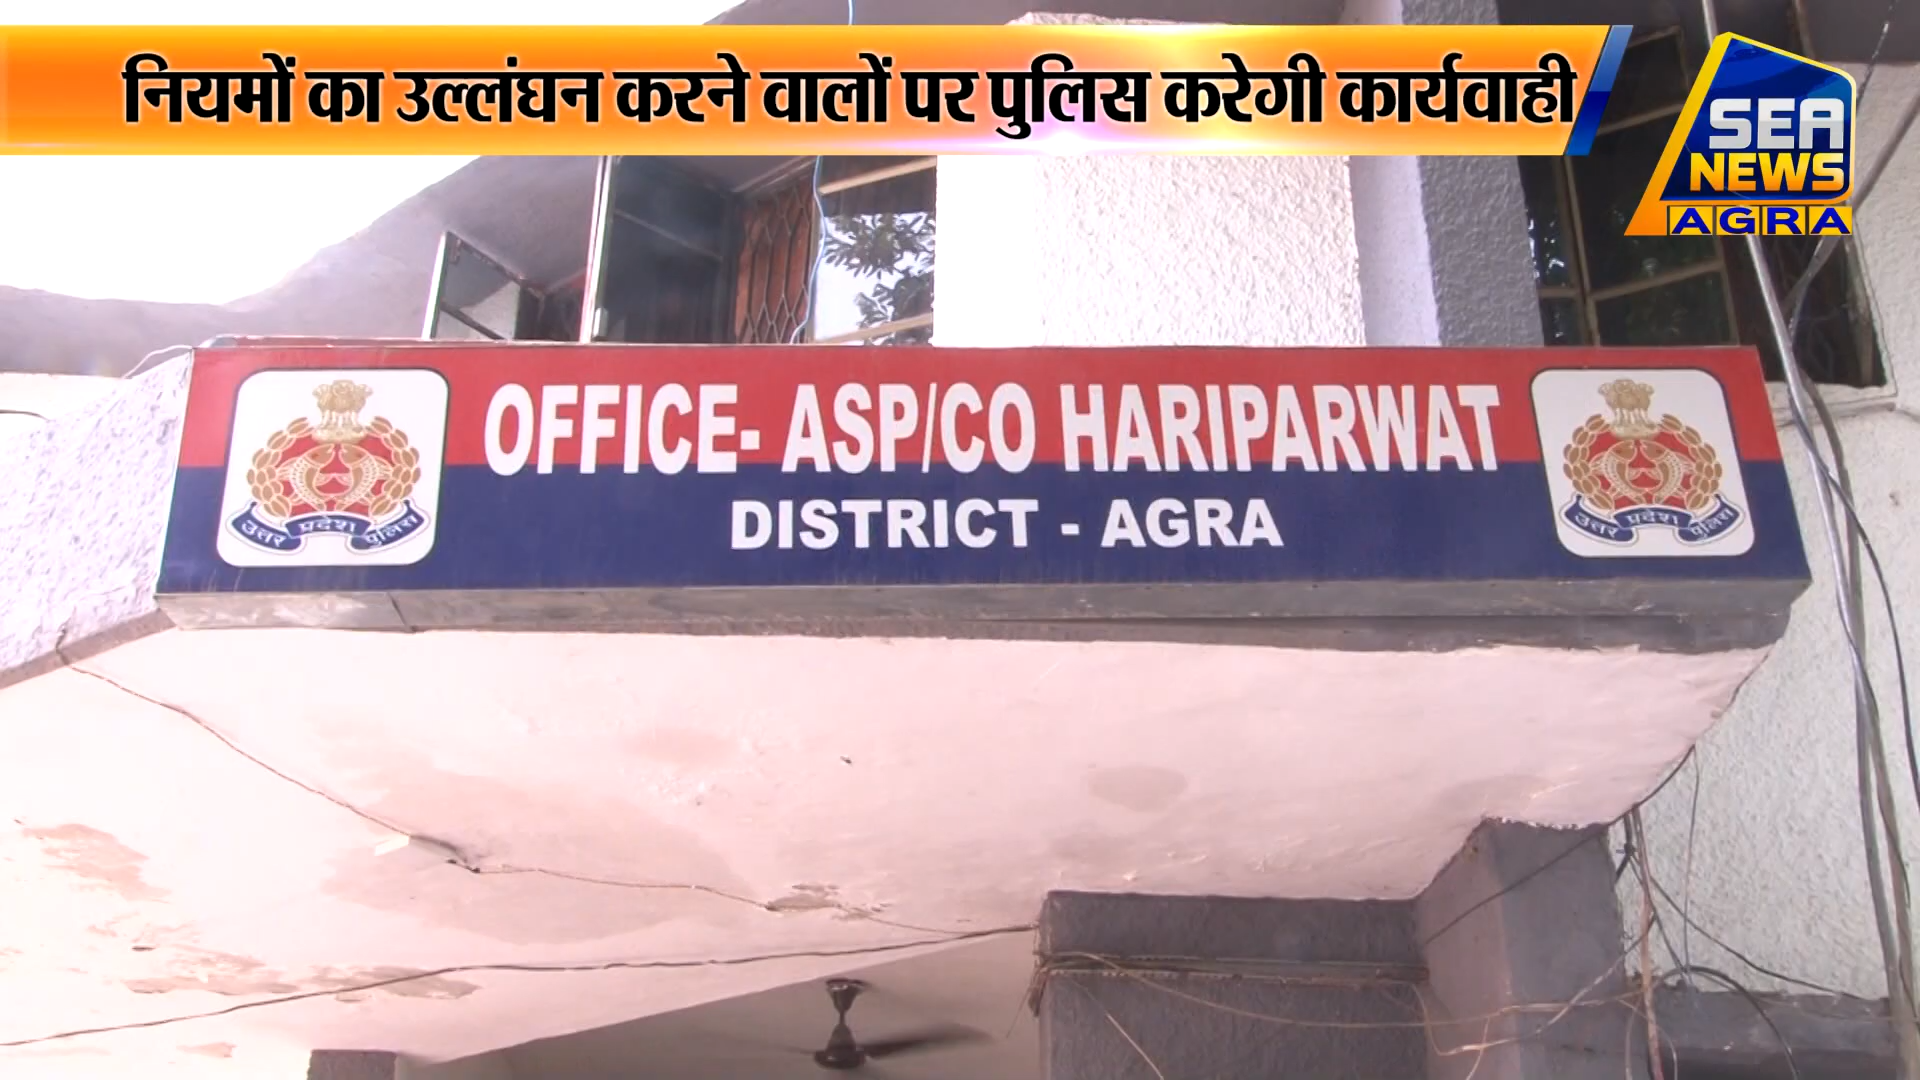 नियमों का उल्लंघन करने वालों पर पुलिस करेगी कार्यवाही
SEA
NEWS
AGRA
OFFICE- ASP/CO HARIPARWAT
DISTRICT - AGRA
उत्तर प्रदेश पुलिस
उत्तर प्रदेश पुलिस